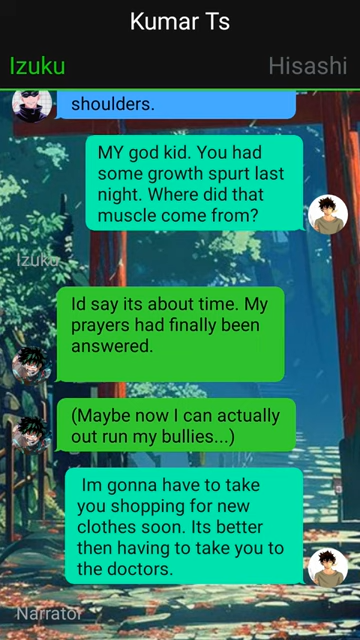 Kumar Ts
Izuku
Hisashi
shoulders.
MY god kid. You had
some growth spurt last
night. Where did that
muscle come from?
Izuku
Id say its about time. My
prayers had finally been
answered.
(Maybe now I can actually
out run my bullies...)
Im gonna have to take
you shopping for new
clothes soon. Its better
then having to take you to
the doctors.
Narrator